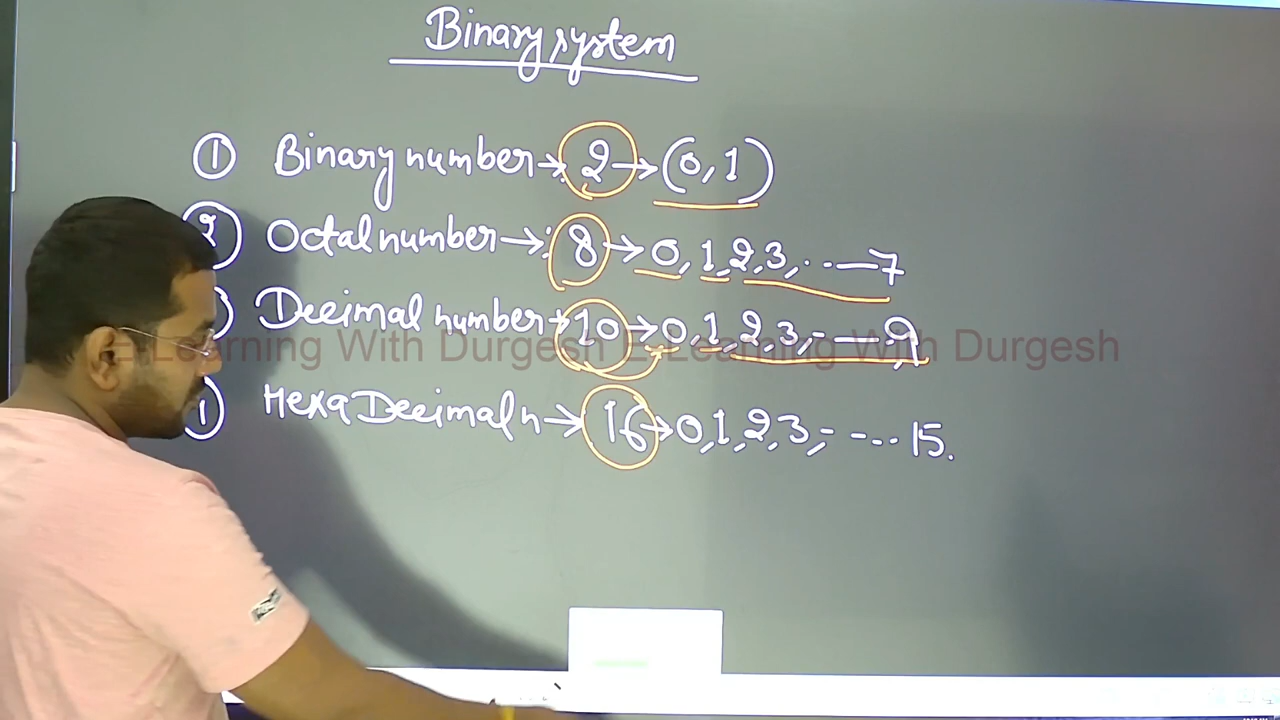 Binary system
① Binary number → 2 → (0, 1)
② Octal number → 8 → 0, 1, 2, 3, ... — 7
Decimal number → 10 → 0, 1, 2, 3, - — 9
Hexa Decimal n → 16 → 0, 1, 2, 3, - --- 15.
E Learning With Durgesh E Learning With Durgesh